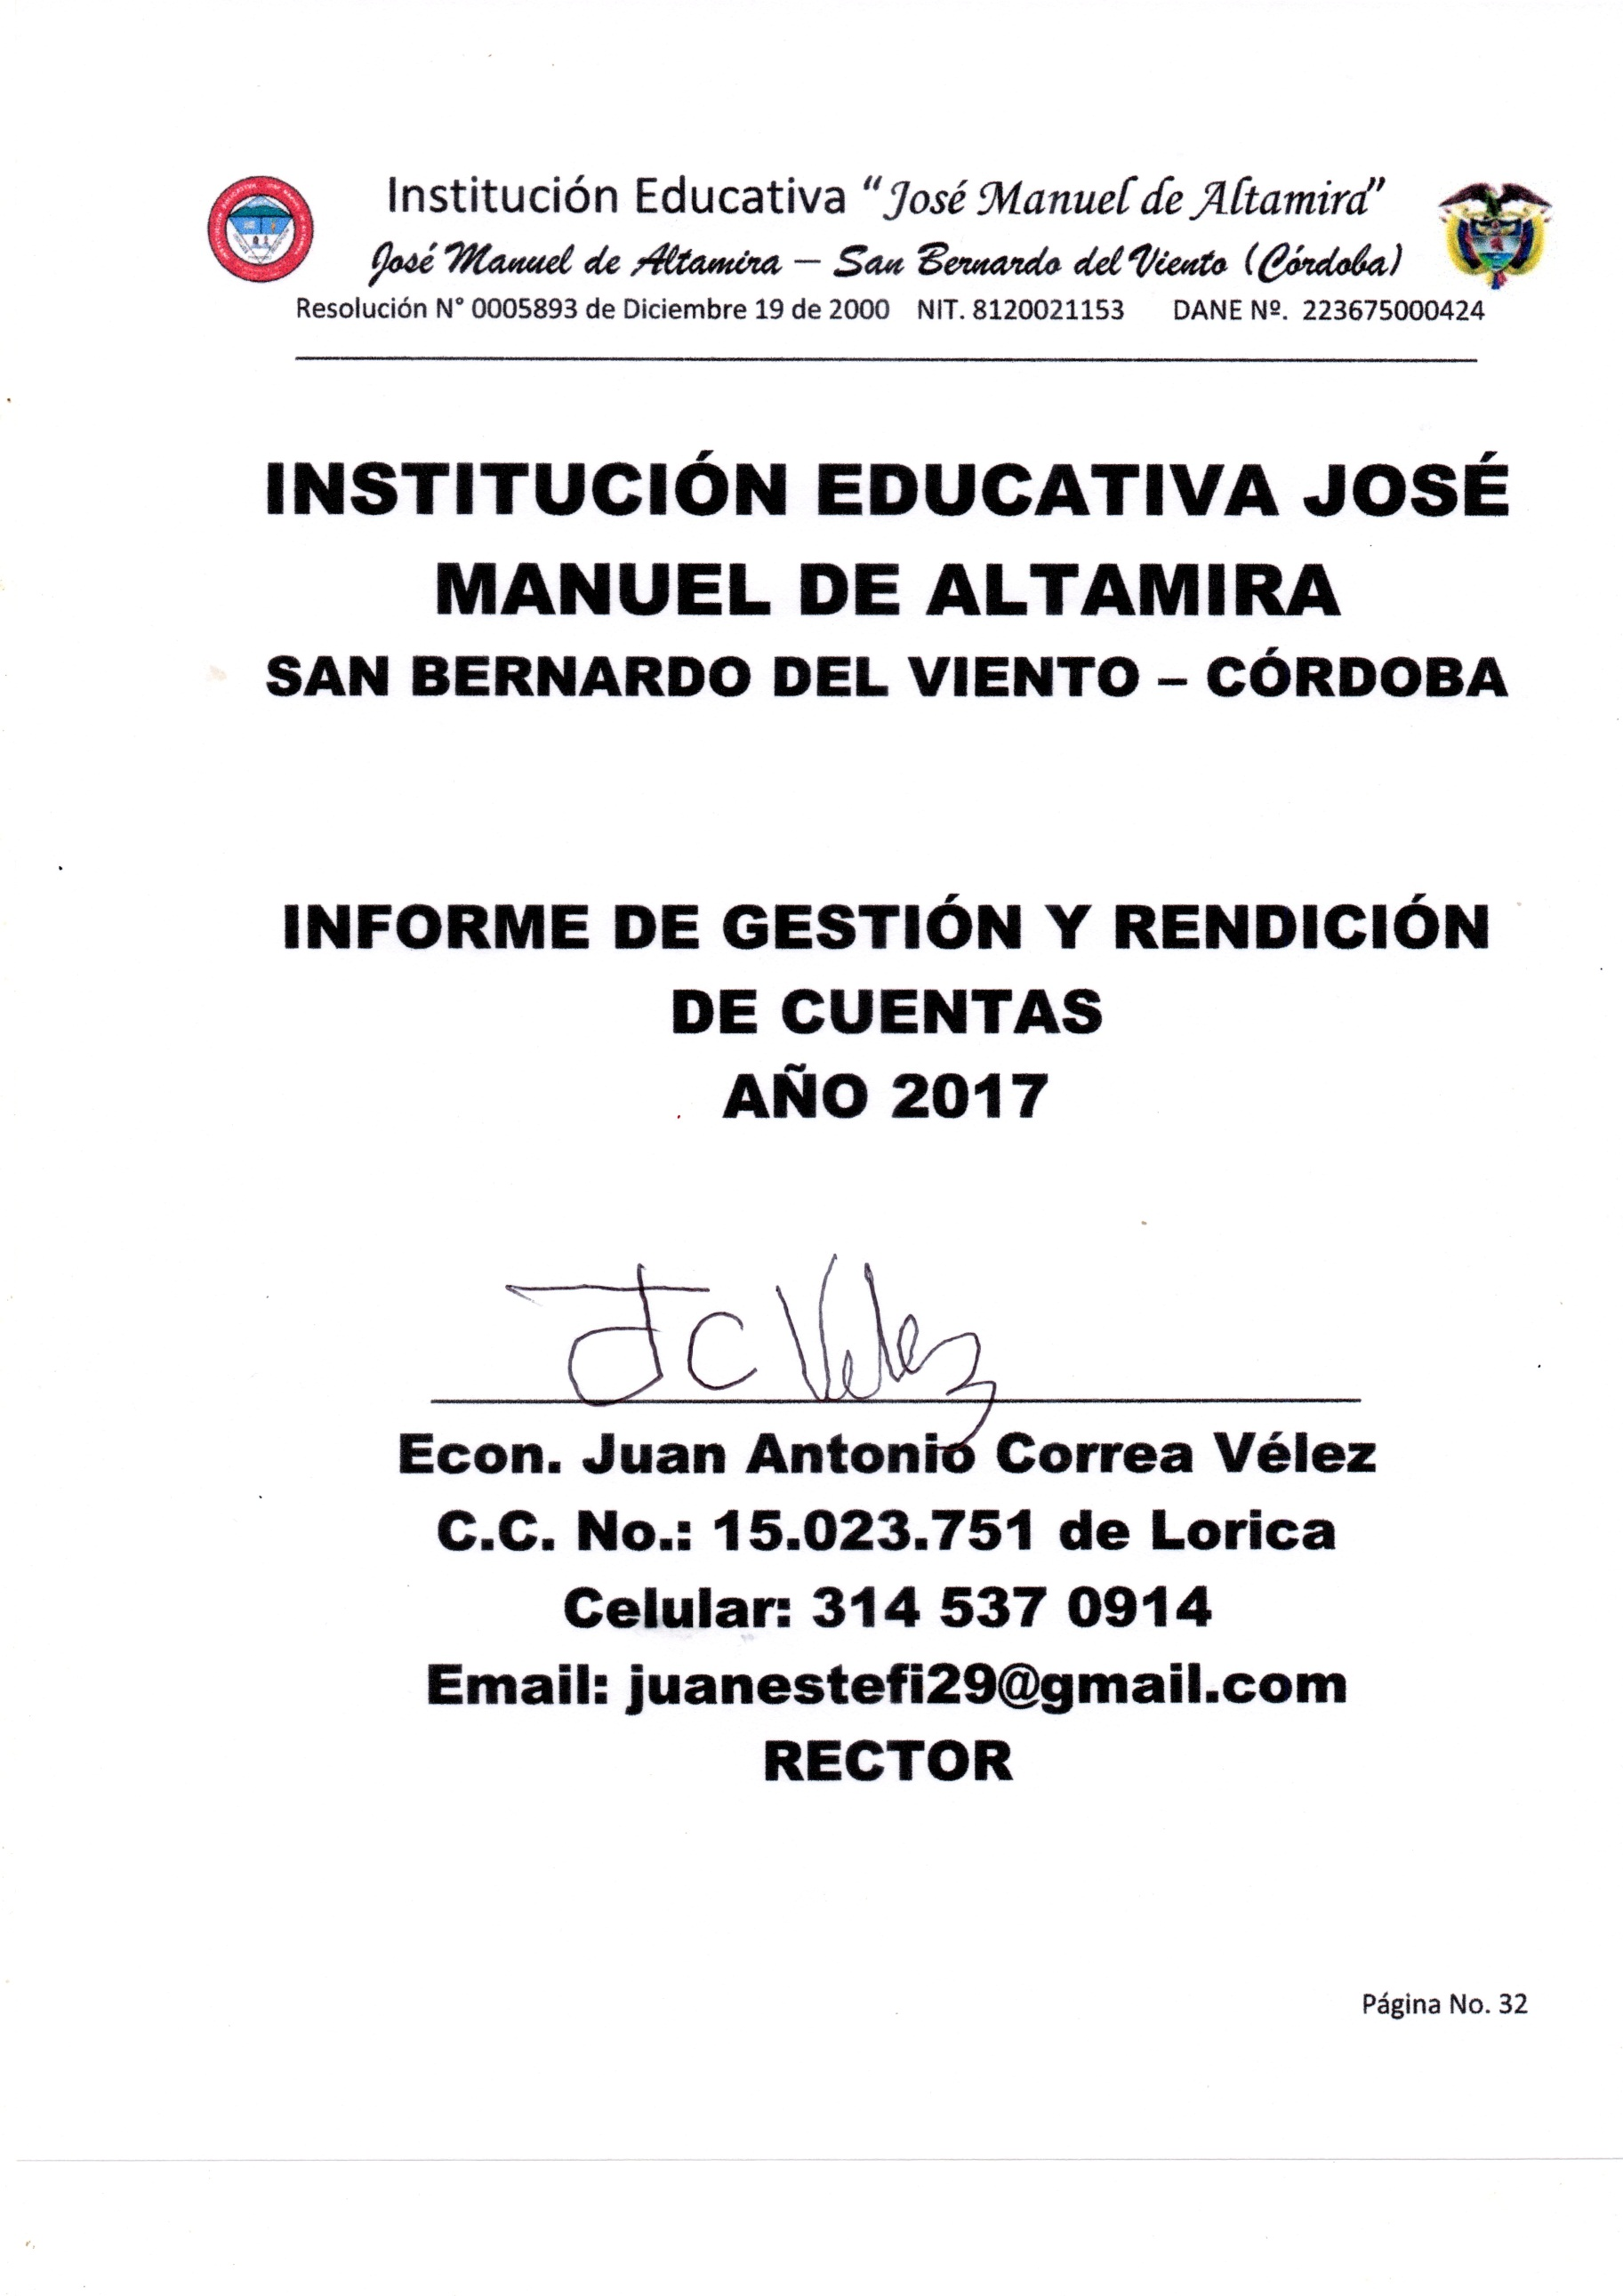 Institución Educativa “José Manuel de Altamira”
José Manuel de Altamira – San Bernardo del Viento (Córdoba)
Resolución N° 0005893 de Diciembre 19 de 2000 NIT. 8120021153 DANE Nº. 223675000424
INSTITUCIÓN EDUCATIVA JOSÉ
MANUEL DE ALTAMIRA
SAN BERNARDO DEL VIENTO – CÓRDOBA
INFORME DE GESTIÓN Y RENDICIÓN
DE CUENTAS
AÑO 2017
JC Velez
Econ. Juan Antonio Correa Vélez
C.C. No.: 15.023.751 de Lorica
Celular: 314 537 0914
Email: juanestefi29@gmail.com
RECTOR
Página No. 32